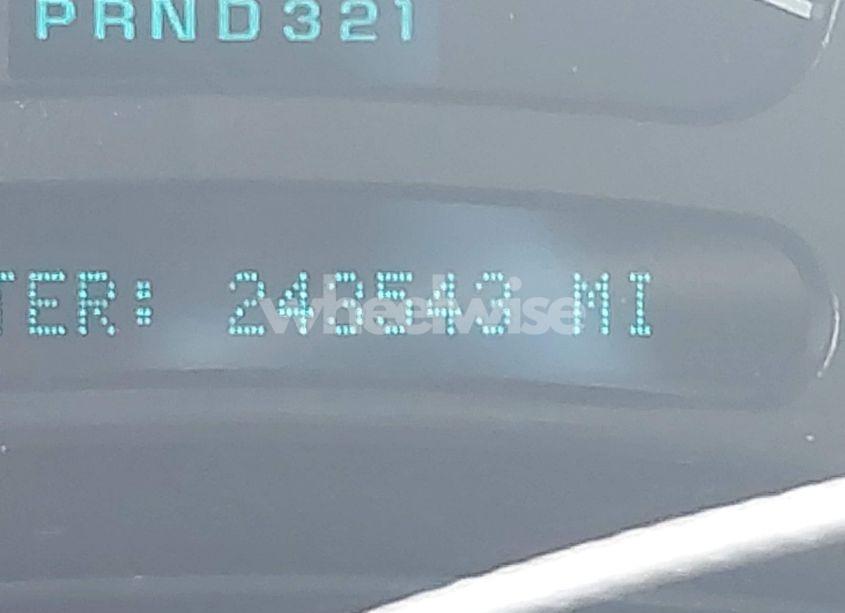 PRND321
TER: 248543 MI
wheelwise